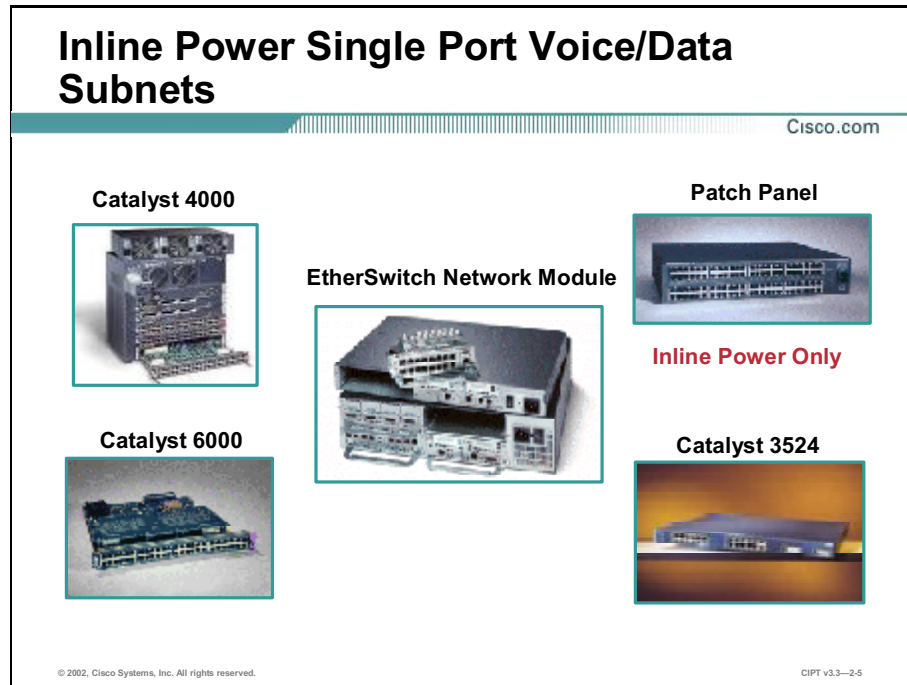 Inline Power Single Port Voice/Data
Subnets
Cisco.com
Catalyst 4000
Patch Panel
EtherSwitch Network Module
Inline Power Only
Catalyst 6000
Catalyst 3524
© 2002, Cisco Systems, Inc. All rights reserved.
CIPT v3.3—2-5